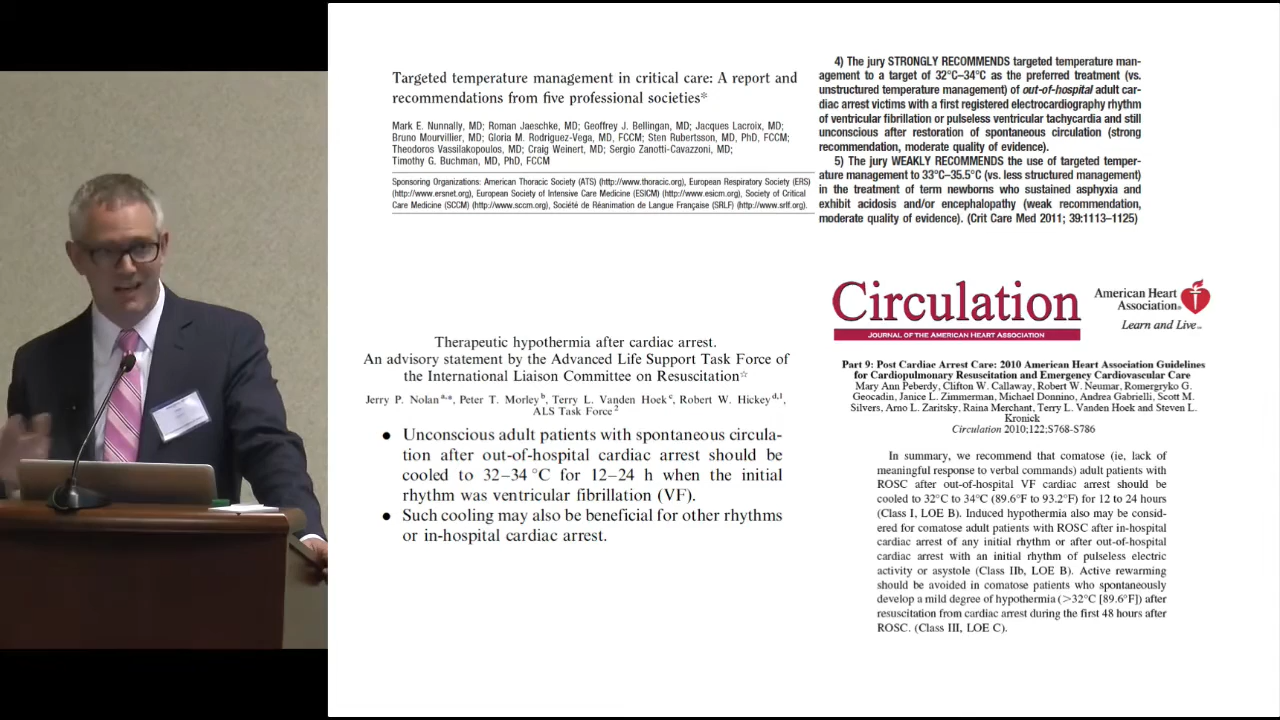 Targeted temperature management in critical care: A report and
recommendations from five professional societies*
Mark E. Nunnally, MD; Roman Jaeschke, MD; Geoffrey J. Bellingan, MD; Jacques Lacroix, MD;
Bruno Mourvillier, MD; Gloria M. Rodriguez-Vega, MD, FCCM; Sten Rubertsson, MD, PhD, FCCM;
Theodoros Vassilakopoulos, MD; Craig Weinert, MD; Sergio Zanotti-Cavazzoni, MD;
Timothy G. Buchman, MD, PhD, FCCM
Sponsoring Organizations: American Thoracic Society (ATS) (http://www.thoracic.org), European Respiratory Society (ERS)
(http://www.ersnet.org), European Society of Intensive Care Medicine (ESICM) (http://www.esicm.org), Society of Critical
Care Medicine (SCCM) (http://www.sccm.org), Société de Réanimation de Langue Française (SRLF) (http://www.srlf.org).
4) The jury STRONGLY RECOMMENDS targeted temperature man-
agement to a target of 32°C–34°C as the preferred treatment (vs.
unstructured temperature management) of out-of-hospital adult car-
diac arrest victims with a first registered electrocardiography rhythm
of ventricular fibrillation or pulseless ventricular tachycardia and still
unconscious after restoration of spontaneous circulation (strong
recommendation, moderate quality of evidence).
5) The jury WEAKLY RECOMMENDS the use of targeted temper-
ature management to 33°C–35.5°C (vs. less structured management)
in the treatment of term newborns who sustained asphyxia and
exhibit acidosis and/or encephalopathy (weak recommendation,
moderate quality of evidence). (Crit Care Med 2011; 39:1113–1125)
Therapeutic hypothermia after cardiac arrest.
An advisory statement by the Advanced Life Support Task Force of
the International Liaison Committee on Resuscitation☆
Jerry P. Nolan a,*, Peter T. Morley b, Terry L. Vanden Hoek c, Robert W. Hickey d,1,
ALS Task Force 2
● Unconscious adult patients with spontaneous circula-
tion after out-of-hospital cardiac arrest should be
cooled to 32–34 °C for 12–24 h when the initial
rhythm was ventricular fibrillation (VF).
● Such cooling may also be beneficial for other rhythms
or in-hospital cardiac arrest.
Circulation
JOURNAL OF THE AMERICAN HEART ASSOCIATION
American Heart
Association®
Learn and Live™
Part 9: Post Cardiac Arrest Care: 2010 American Heart Association Guidelines
for Cardiopulmonary Resuscitation and Emergency Cardiovascular Care
Mary Ann Peberdy, Clifton W. Callaway, Robert W. Neumar, Romergryko G.
Geocadin, Janice L. Zimmerman, Michael Donnino, Andrea Gabrielli, Scott M.
Silvers, Arno L. Zaritsky, Raina Merchant, Terry L. Vanden Hoek and Steven L.
Kronick
Circulation 2010;122;S768-S786
In summary, we recommend that comatose (ie, lack of
meaningful response to verbal commands) adult patients with
ROSC after out-of-hospital VF cardiac arrest should be
cooled to 32°C to 34°C (89.6°F to 93.2°F) for 12 to 24 hours
(Class I, LOE B). Induced hypothermia also may be consid-
ered for comatose adult patients with ROSC after in-hospital
cardiac arrest of any initial rhythm or after out-of-hospital
cardiac arrest with an initial rhythm of pulseless electric
activity or asystole (Class IIb, LOE B). Active rewarming
should be avoided in comatose patients who spontaneously
develop a mild degree of hypothermia (>32°C [89.6°F]) after
resuscitation from cardiac arrest during the first 48 hours after
ROSC. (Class III, LOE C).